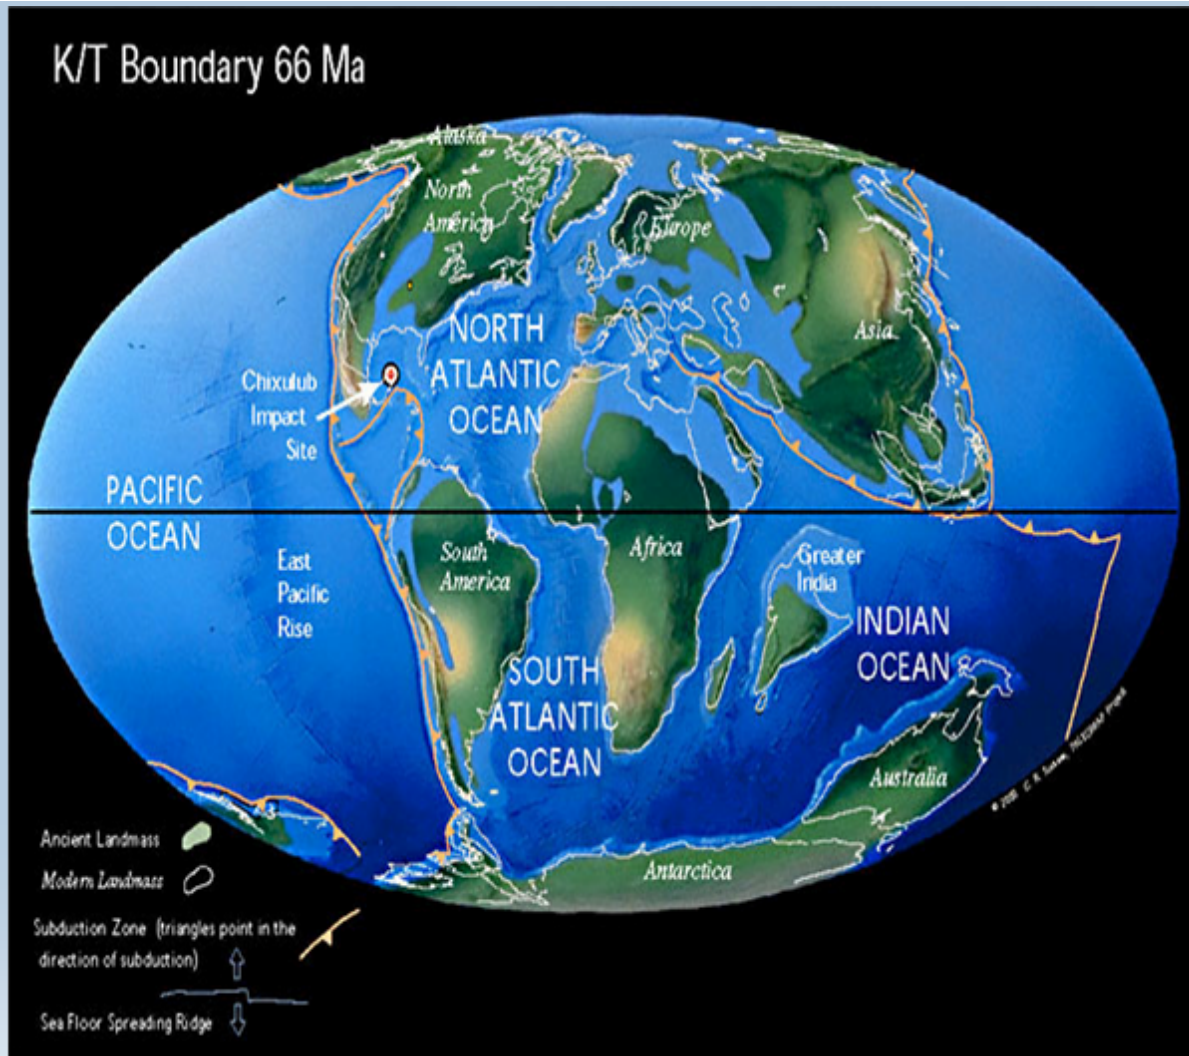 K/T Boundary 66 Ma
Alaska
North
America
Europe
Asia
NORTH
ATLANTIC
OCEAN
Chixulub
Impact
Site
PACIFIC
OCEAN
East
Pacific
Rise
South
America
Africa
Greater
India
INDIAN
OCEAN
SOUTH
ATLANTIC
OCEAN
Australia
Antarctica
Ancient Landmass
Modern Landmass
Subduction Zone (triangles point in the
direction of subduction)
Sea Floor Spreading Ridge
Project